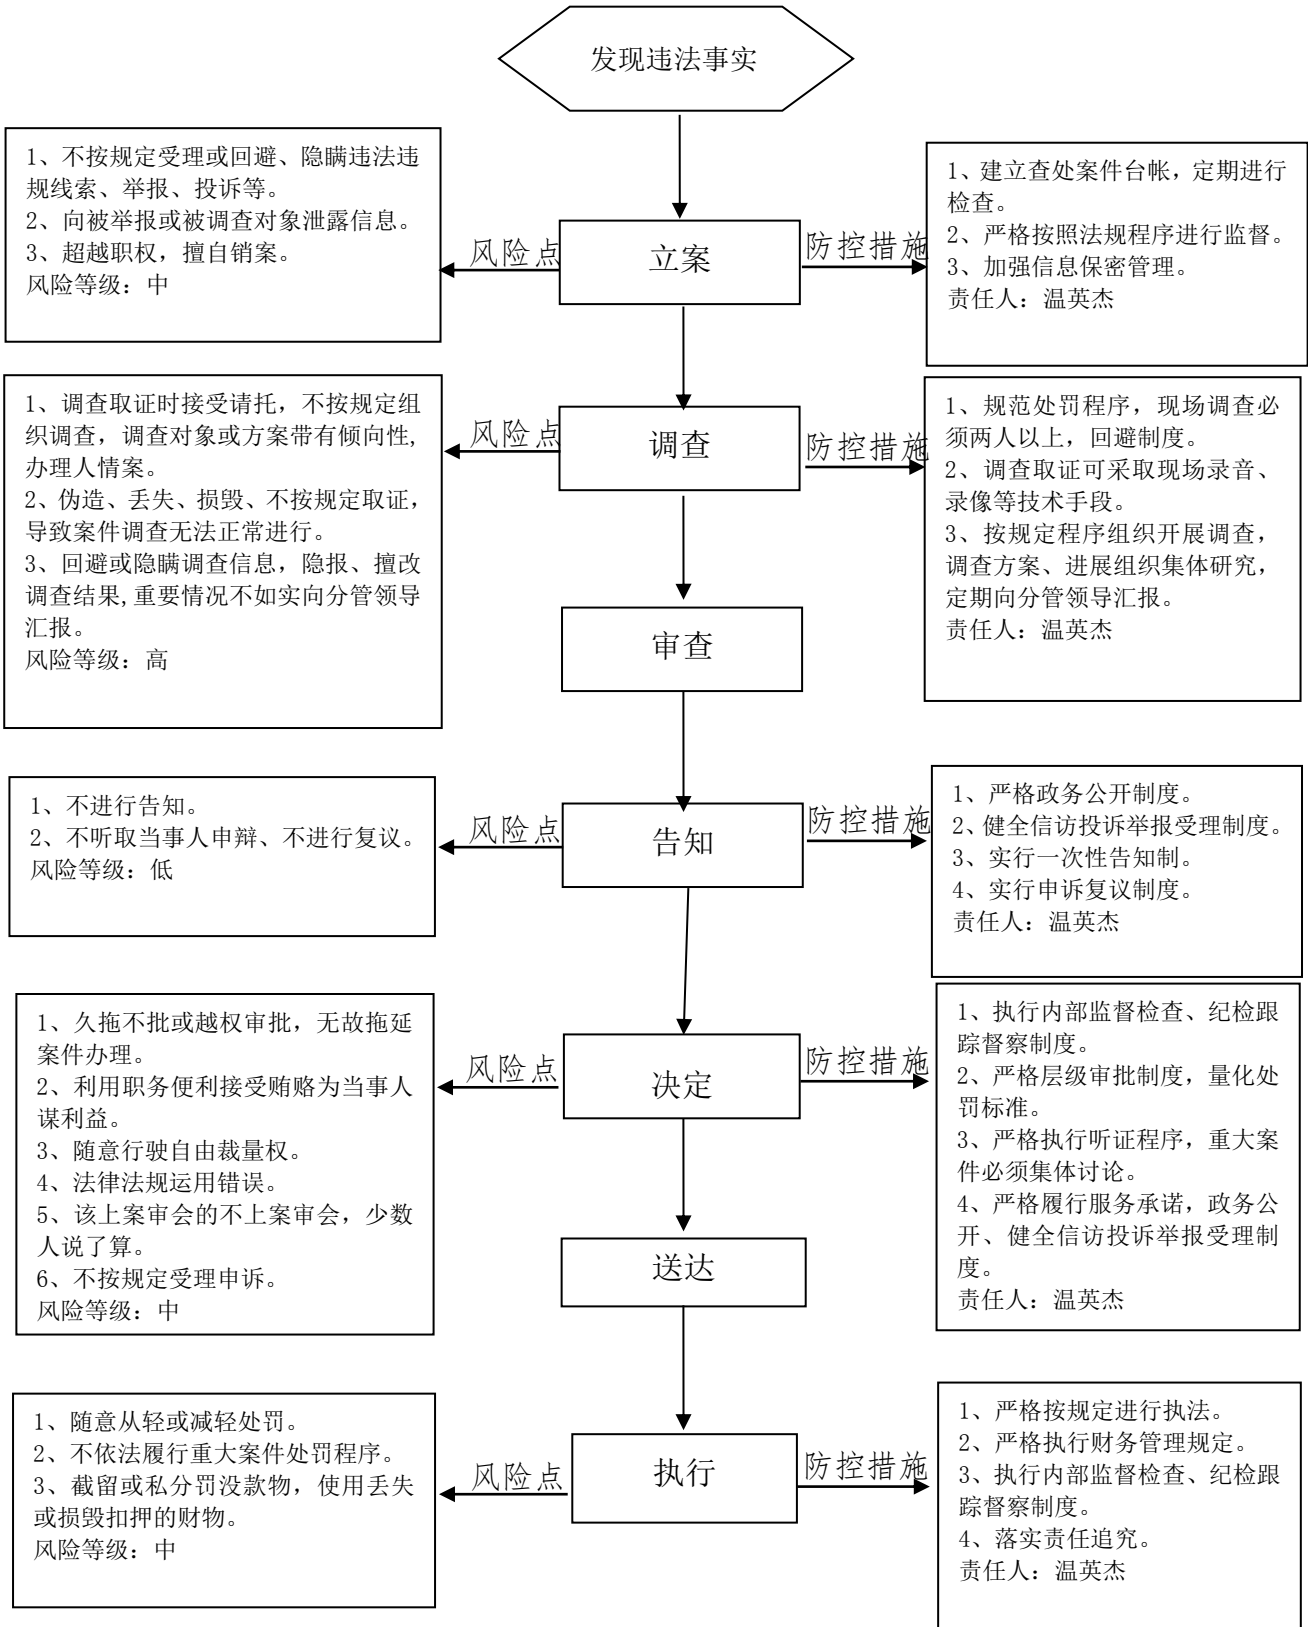 发现违法事实
1、不按规定受理或回避、隐瞒违法违
规线索、举报、投诉等。
2、向被举报或被调查对象泄露信息。
3、超越职权，擅自销案。
风险等级：中
风险点
立案
防控措施
1、建立查处案件台帐，定期进行
检查。
2、严格按照法规程序进行监督。
3、加强信息保密管理。
责任人：温英杰
1、调查取证时接受请托，不按规定组
织调查，调查对象或方案带有倾向性,
办理人情案。
2、伪造、丢失、损毁、不按规定取证，
导致案件调查无法正常进行。
3、回避或隐瞒调查信息，隐报、擅改
调查结果,重要情况不如实向分管领导
汇报。
风险等级：高
风险点
调查
防控措施
1、规范处罚程序，现场调查必
须两人以上，回避制度。
2、调查取证可采取现场录音、
录像等技术手段。
3、按规定程序组织开展调查，
调查方案、进展组织集体研究，
定期向分管领导汇报。
责任人：温英杰
审查
1、不进行告知。
2、不听取当事人申辩、不进行复议。
风险等级：低
风险点
告知
防控措施
1、严格政务公开制度。
2、健全信访投诉举报受理制度。
3、实行一次性告知制。
4、实行申诉复议制度。
责任人：温英杰
1、久拖不批或越权审批，无故拖延
案件办理。
2、利用职务便利接受贿赂为当事人
谋利益。
3、随意行驶自由裁量权。
4、法律法规运用错误。
5、该上案审会的不上案审会，少数
人说了算。
6、不按规定受理申诉。
风险等级：中
风险点
决定
防控措施
1、执行内部监督检查、纪检跟
踪督察制度。
2、严格层级审批制度，量化处
罚标准。
3、严格执行听证程序，重大案
件必须集体讨论。
4、严格履行服务承诺，政务公
开、健全信访投诉举报受理制
度。
责任人：温英杰
送达
1、随意从轻或减轻处罚。
2、不依法履行重大案件处罚程序。
3、截留或私分罚没款物，使用丢失
或损毁扣押的财物。
风险等级：中
风险点
执行
防控措施
1、严格按规定进行执法。
2、严格执行财务管理规定。
3、执行内部监督检查、纪检跟
踪督察制度。
4、落实责任追究。
责任人：温英杰